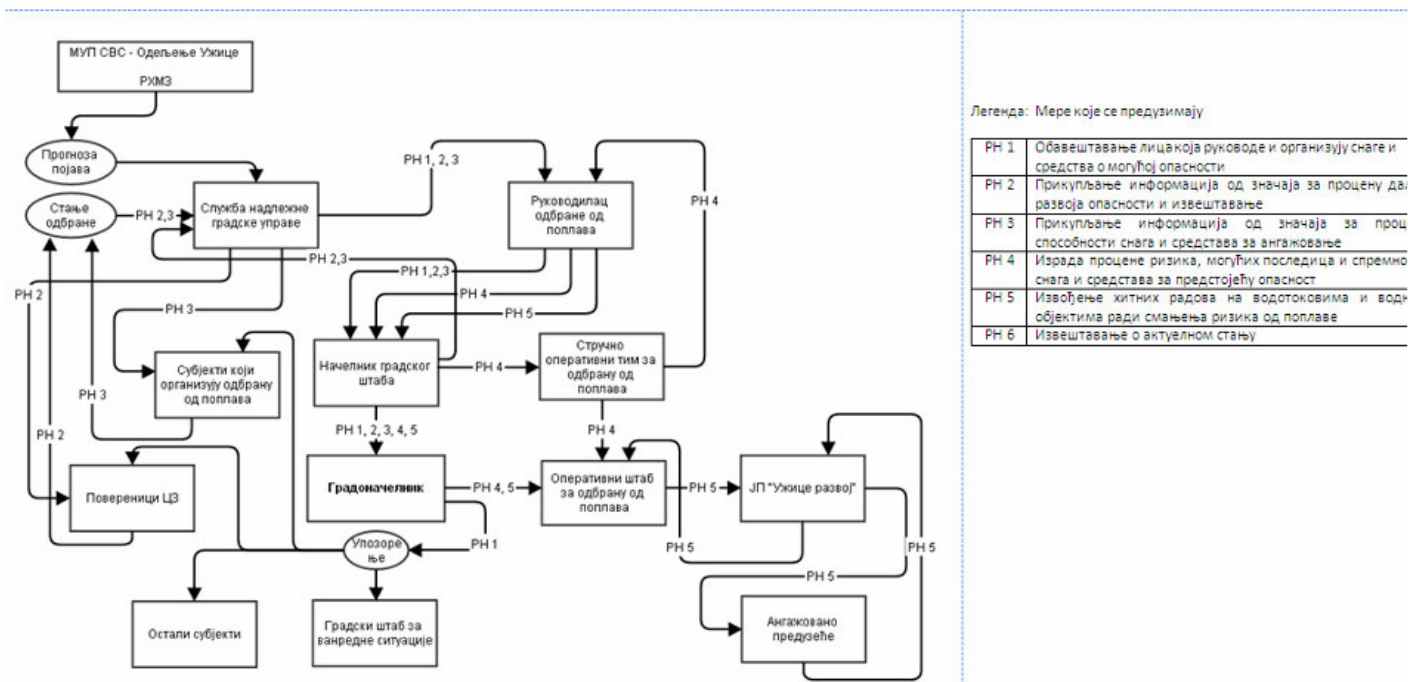 МУП СВС - Одељење Ужице
РХМЗ
Прогноза
појава
Стање
одбране
РН 2,3
Служба надлежне
градске управе
РН 1, 2, 3
Руководилац
одбране од
поплава
РН 4
РН 2,3
РН 1,2,3
РН 4
РН 5
РН 2
РН 3
Субјекти који
организују одбрану
од поплава
РН 3
РН 2
Начелник градског
штаба
РН 4
Стручно
оперативни тим за
одбрану од
поплава
РН 4
РН 1, 2, 3, 4, 5
Повереници ЦЗ
Градоначелник
РН 4, 5
Оперативни штаб
за одбрану од
поплава
РН 5
ЈП "Ужице развој"
РН 5
РН 5
РН 5
РН 1
Упозоре
ње
Остали субјекти
Градски штаб за
ванредне ситуације
Ангажовано
предузеће
Легенда: Мере које се предузимају
РН 1 Обавештавање лица која руководе и организују снаге и
средства о могућој опасности
РН 2 Прикупљање информација од значаја за процену
развоја опасности и извештавање
РН 3 Прикупљање информација од значаја за
способности снага и средстава за ангажовање
РН 4 Израда процене ризика, могућих последица и
снага и средстава за предстојећу опасност
РН 5 Извођење хитних радова на водотоковима и
објектима ради смањења ризика од поплаве
РН 6 Извештавање о актуелном стању